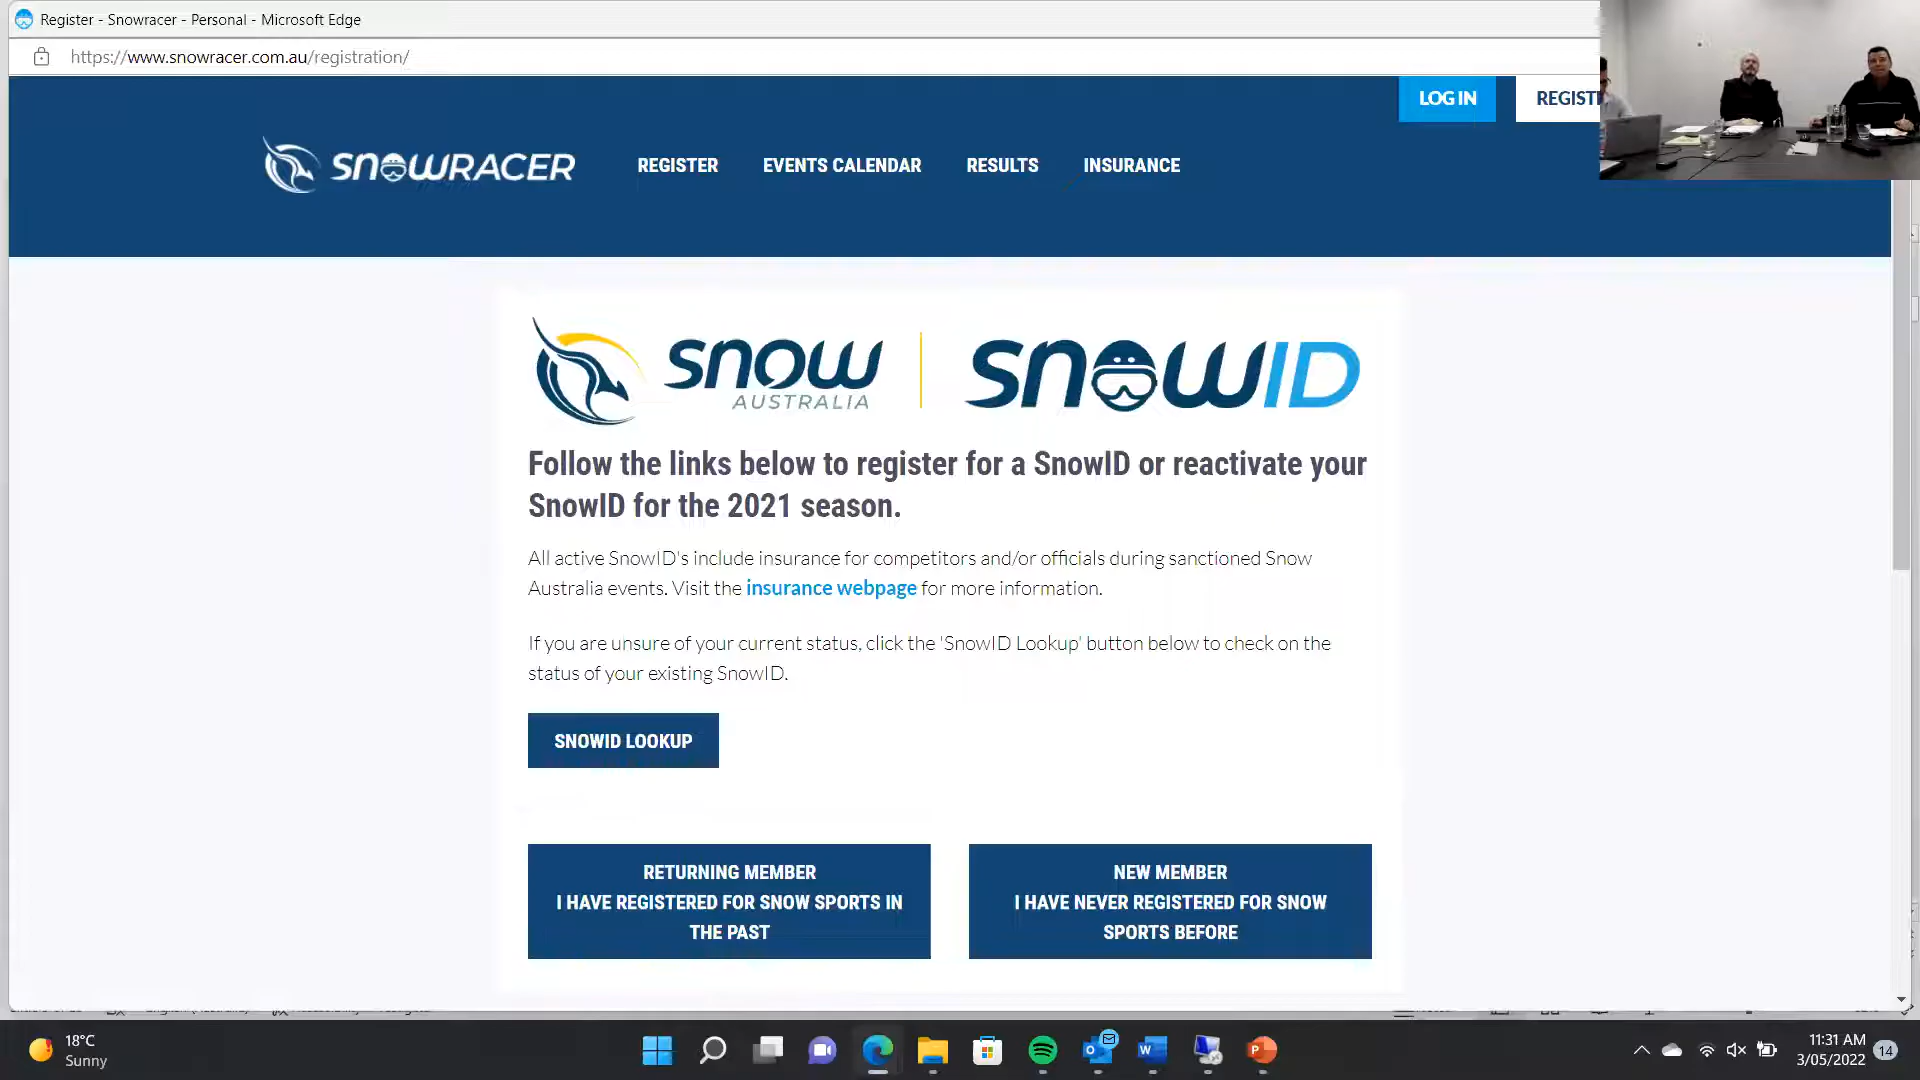 Register - Snowracer - Personal - Microsoft Edge
https://www.snowracer.com.au/registration/
LOG IN
SNOWRACER
REGISTER
EVENTS CALENDAR
RESULTS
INSURANCE
snow
AUSTRALIA
snowID
Follow the links below to register for a SnowID or reactivate your
SnowID for the 2021 season.
All active SnowID's include insurance for competitors and/or officials during sanctioned Snow
Australia events. Visit the insurance webpage for more information.
If you are unsure of your current status, click the 'SnowID Lookup' button below to check on the
status of your existing SnowID.
SNOWID LOOKUP
RETURNING MEMBER
I HAVE REGISTERED FOR SNOW SPORTS IN
THE PAST
NEW MEMBER
I HAVE NEVER REGISTERED FOR SNOW
SPORTS BEFORE
18°C
Sunny
11:31 AM
3/05/2022
14